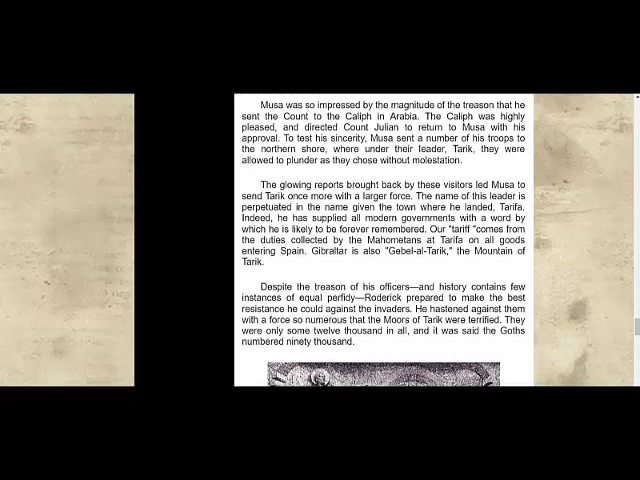 Musa was so impressed by the magnitude of the treason that he
sent the Count to the Caliph in Arabia. The Caliph was highly
pleased, and directed Count Julian to return to Musa with his
approval. To test his sincerity, Musa sent a number of his troops to
the northern shore, where under their leader, Tarik, they were
allowed to plunder as they chose without molestation.
The glowing reports brought back by these visitors led Musa to
send Tarik once more with a larger force. The name of this leader is
perpetuated in the name given the town where he landed, Tarifa.
Indeed, he has supplied all modern governments with a word by
which he is likely to be forever remembered. Our "tariff "comes from
the duties collected by the Mahometans at Tarifa on all goods
entering Spain. Gibraltar is also "Gebel-al-Tarik," the Mountain of
Tarik.
Despite the treason of his officers—and history contains few
instances of equal perfidy—Roderick prepared to make the best
resistance he could against the invaders. He hastened against them
with a force so numerous that the Moors of Tarik were terrified. They
were only some twelve thousand in all, and it was said the Goths
numbered ninety thousand.